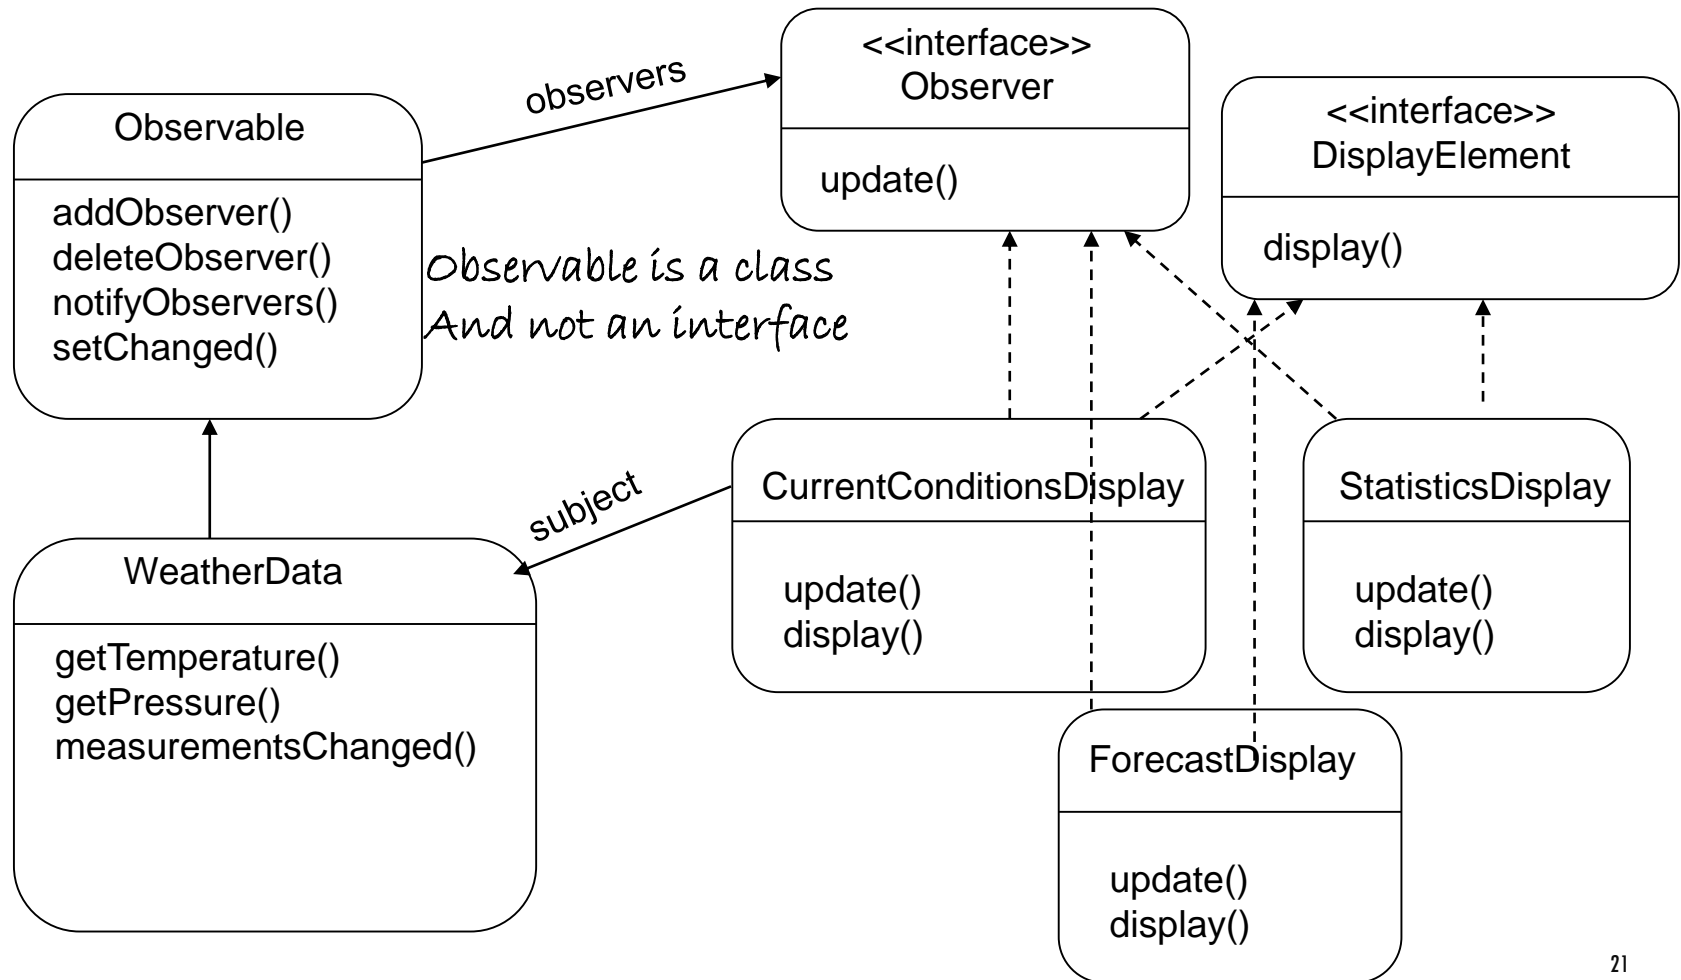 Observable
addObserver()
deleteObserver()
notifyObservers()
setChanged()
observers
<<interface>>
Observer
update()
<<interface>>
DisplayElement
display()
Observable is a class
And not an interface
WeatherData
getTemperature()
getPressure()
measurementsChanged()
subject
CurrentConditionsDisplay
update()
display()
StatisticsDisplay
update()
display()
ForecastDisplay
update()
display()
21